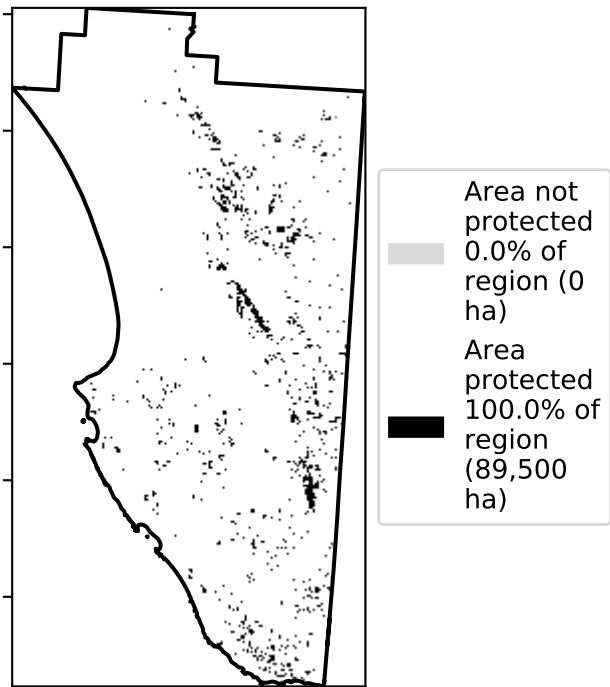 Area not
protected
0.0% of
region (0
ha)
Area
protected
100.0% of
region
(89,500
ha)